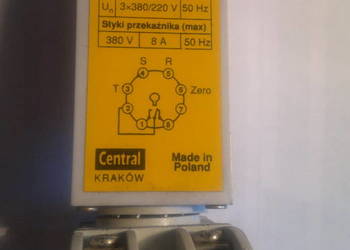 Un 3×380/220 V 50 Hz
Styki przekaźnika (max)
380 V 8 A 50 Hz
S R
4 5
T 3 6 Zero
2 7
1 8
Central Made in
KRAKÓW Poland